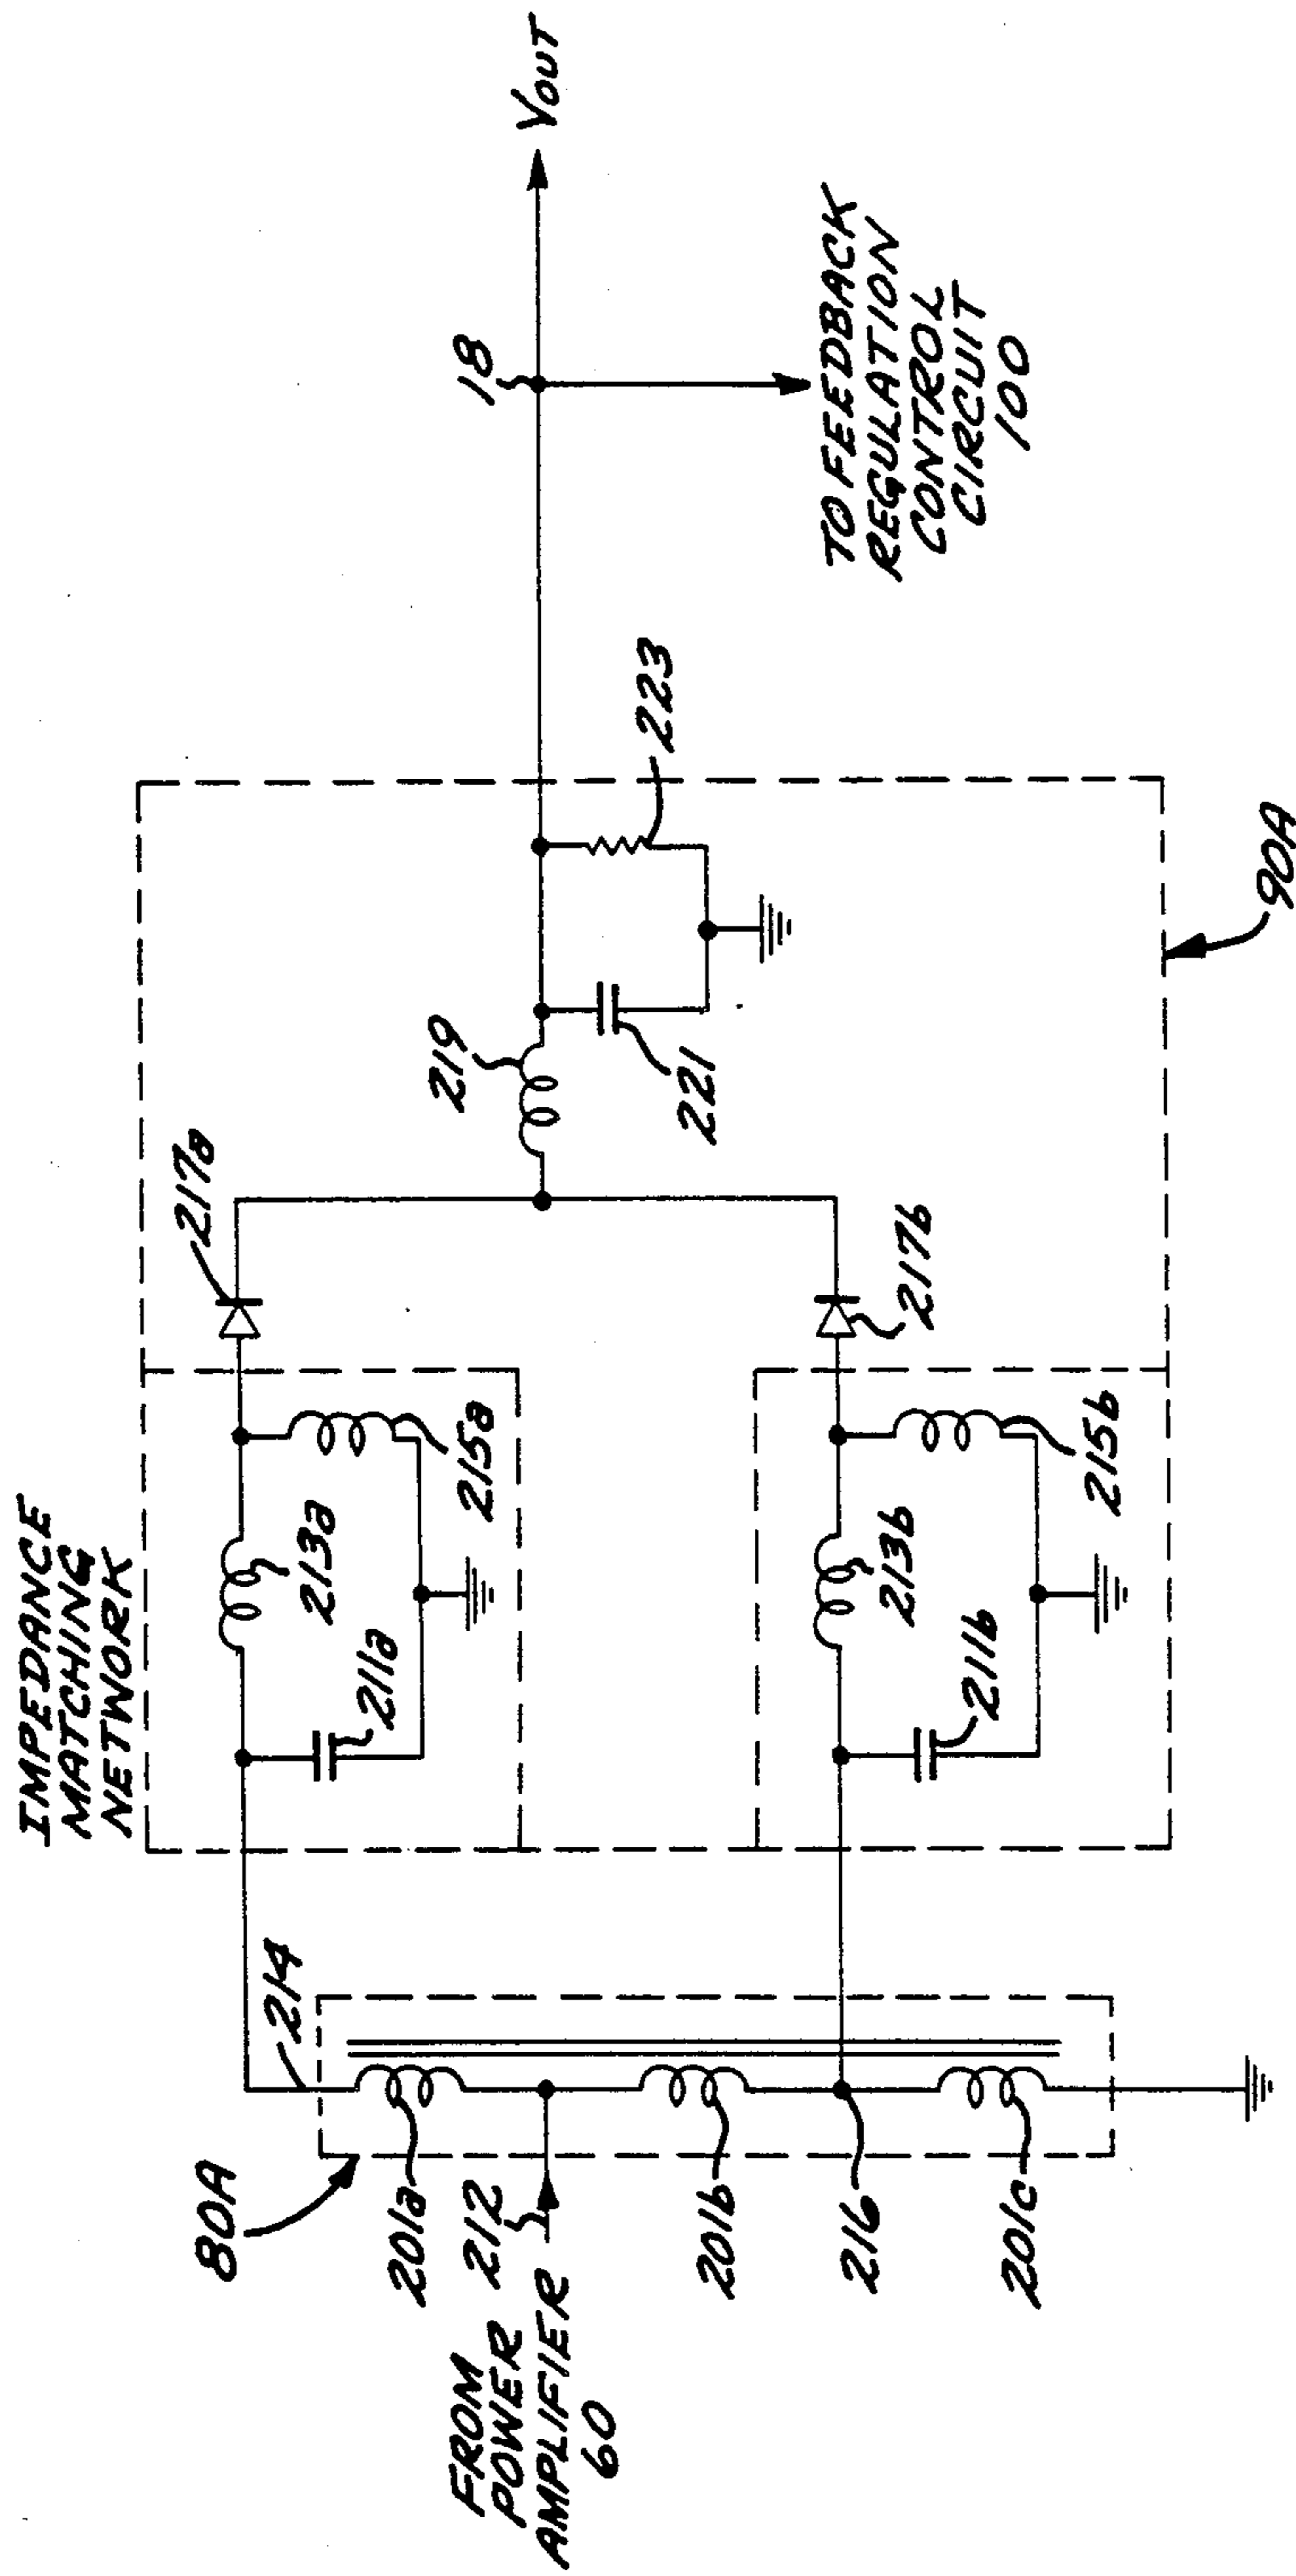 IMPEDANCE
MATCHING
NETWORK
80A
214
201a
FROM
POWER
AMPLIFIER
60
212
201b
216
201c
211a
213a
215a
217a
211b
213b
215b
217b
219
221
223
90A
18
VOUT
TO FEEDBACK
REGULATION
CONTROL
CIRCUIT
100